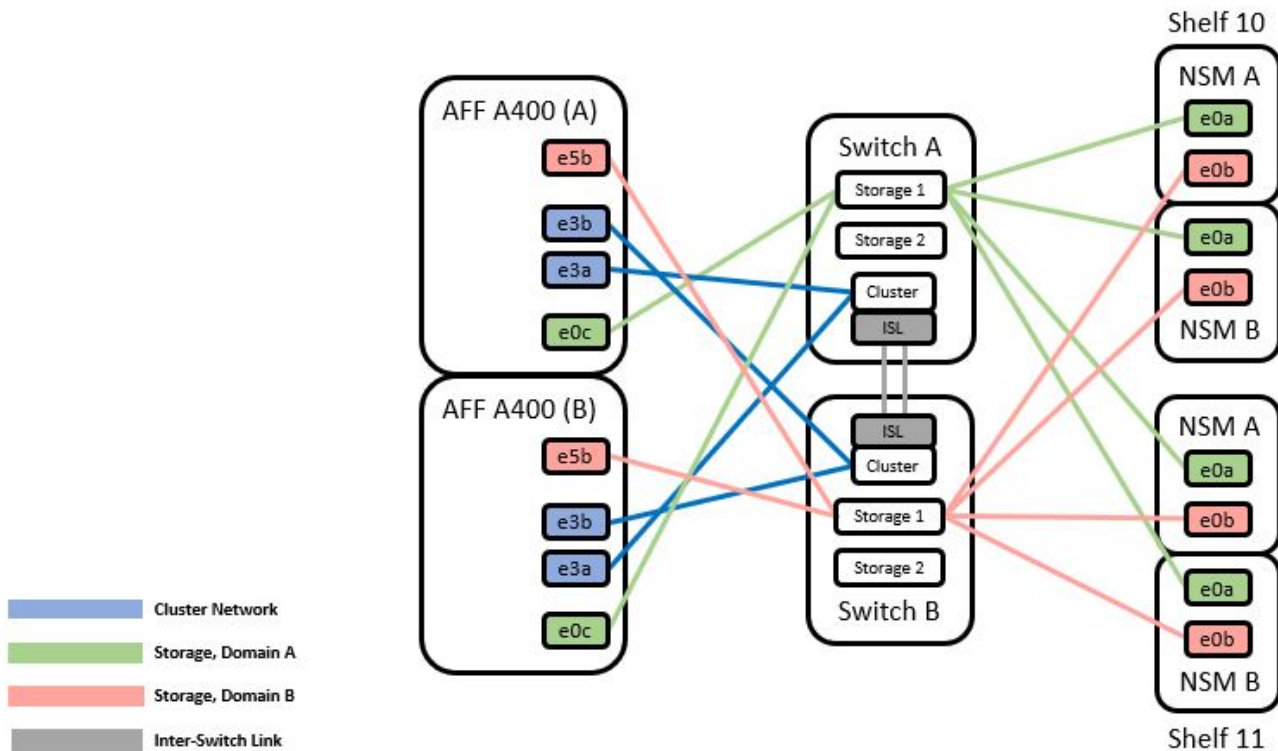 Shelf 10
AFF A400 (A)
e5b
e3b
e3a
e0c
AFF A400 (B)
e5b
e3b
e3a
e0c
Switch A
Storage 1
Storage 2
Cluster
ISL
ISL
Cluster
Storage 1
Storage 2
Switch B
NSM A
e0a
e0b
e0a
e0b
NSM B
NSM A
e0a
e0b
e0a
e0b
NSM B
Shelf 11
Cluster Network
Storage, Domain A
Storage, Domain B
Inter-Switch Link